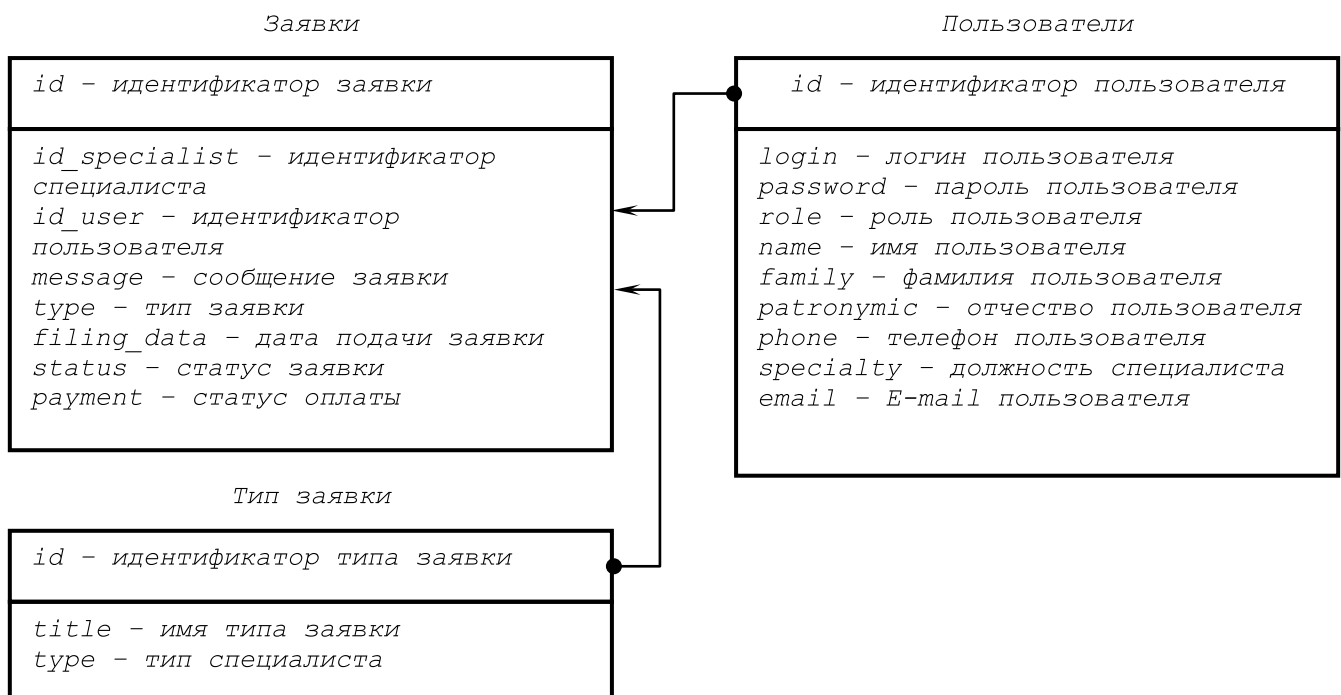 Заявки
id – идентификатор заявки
id_specialist – идентификатор
специалиста
id_user – идентификатор
пользователя
message – сообщение заявки
type – тип заявки
filing_data – дата подачи заявки
status – статус заявки
payment – статус оплаты
Пользователи
id – идентификатор пользователя
login – логин пользователя
password – пароль пользователя
role – роль пользователя
name – имя пользователя
family – фамилия пользователя
patronymic – отчество пользователя
phone – телефон пользователя
specialty – должность специалиста
email – E-mail пользователя
Тип заявки
id – идентификатор типа заявки
title – имя типа заявки
type – тип специалиста